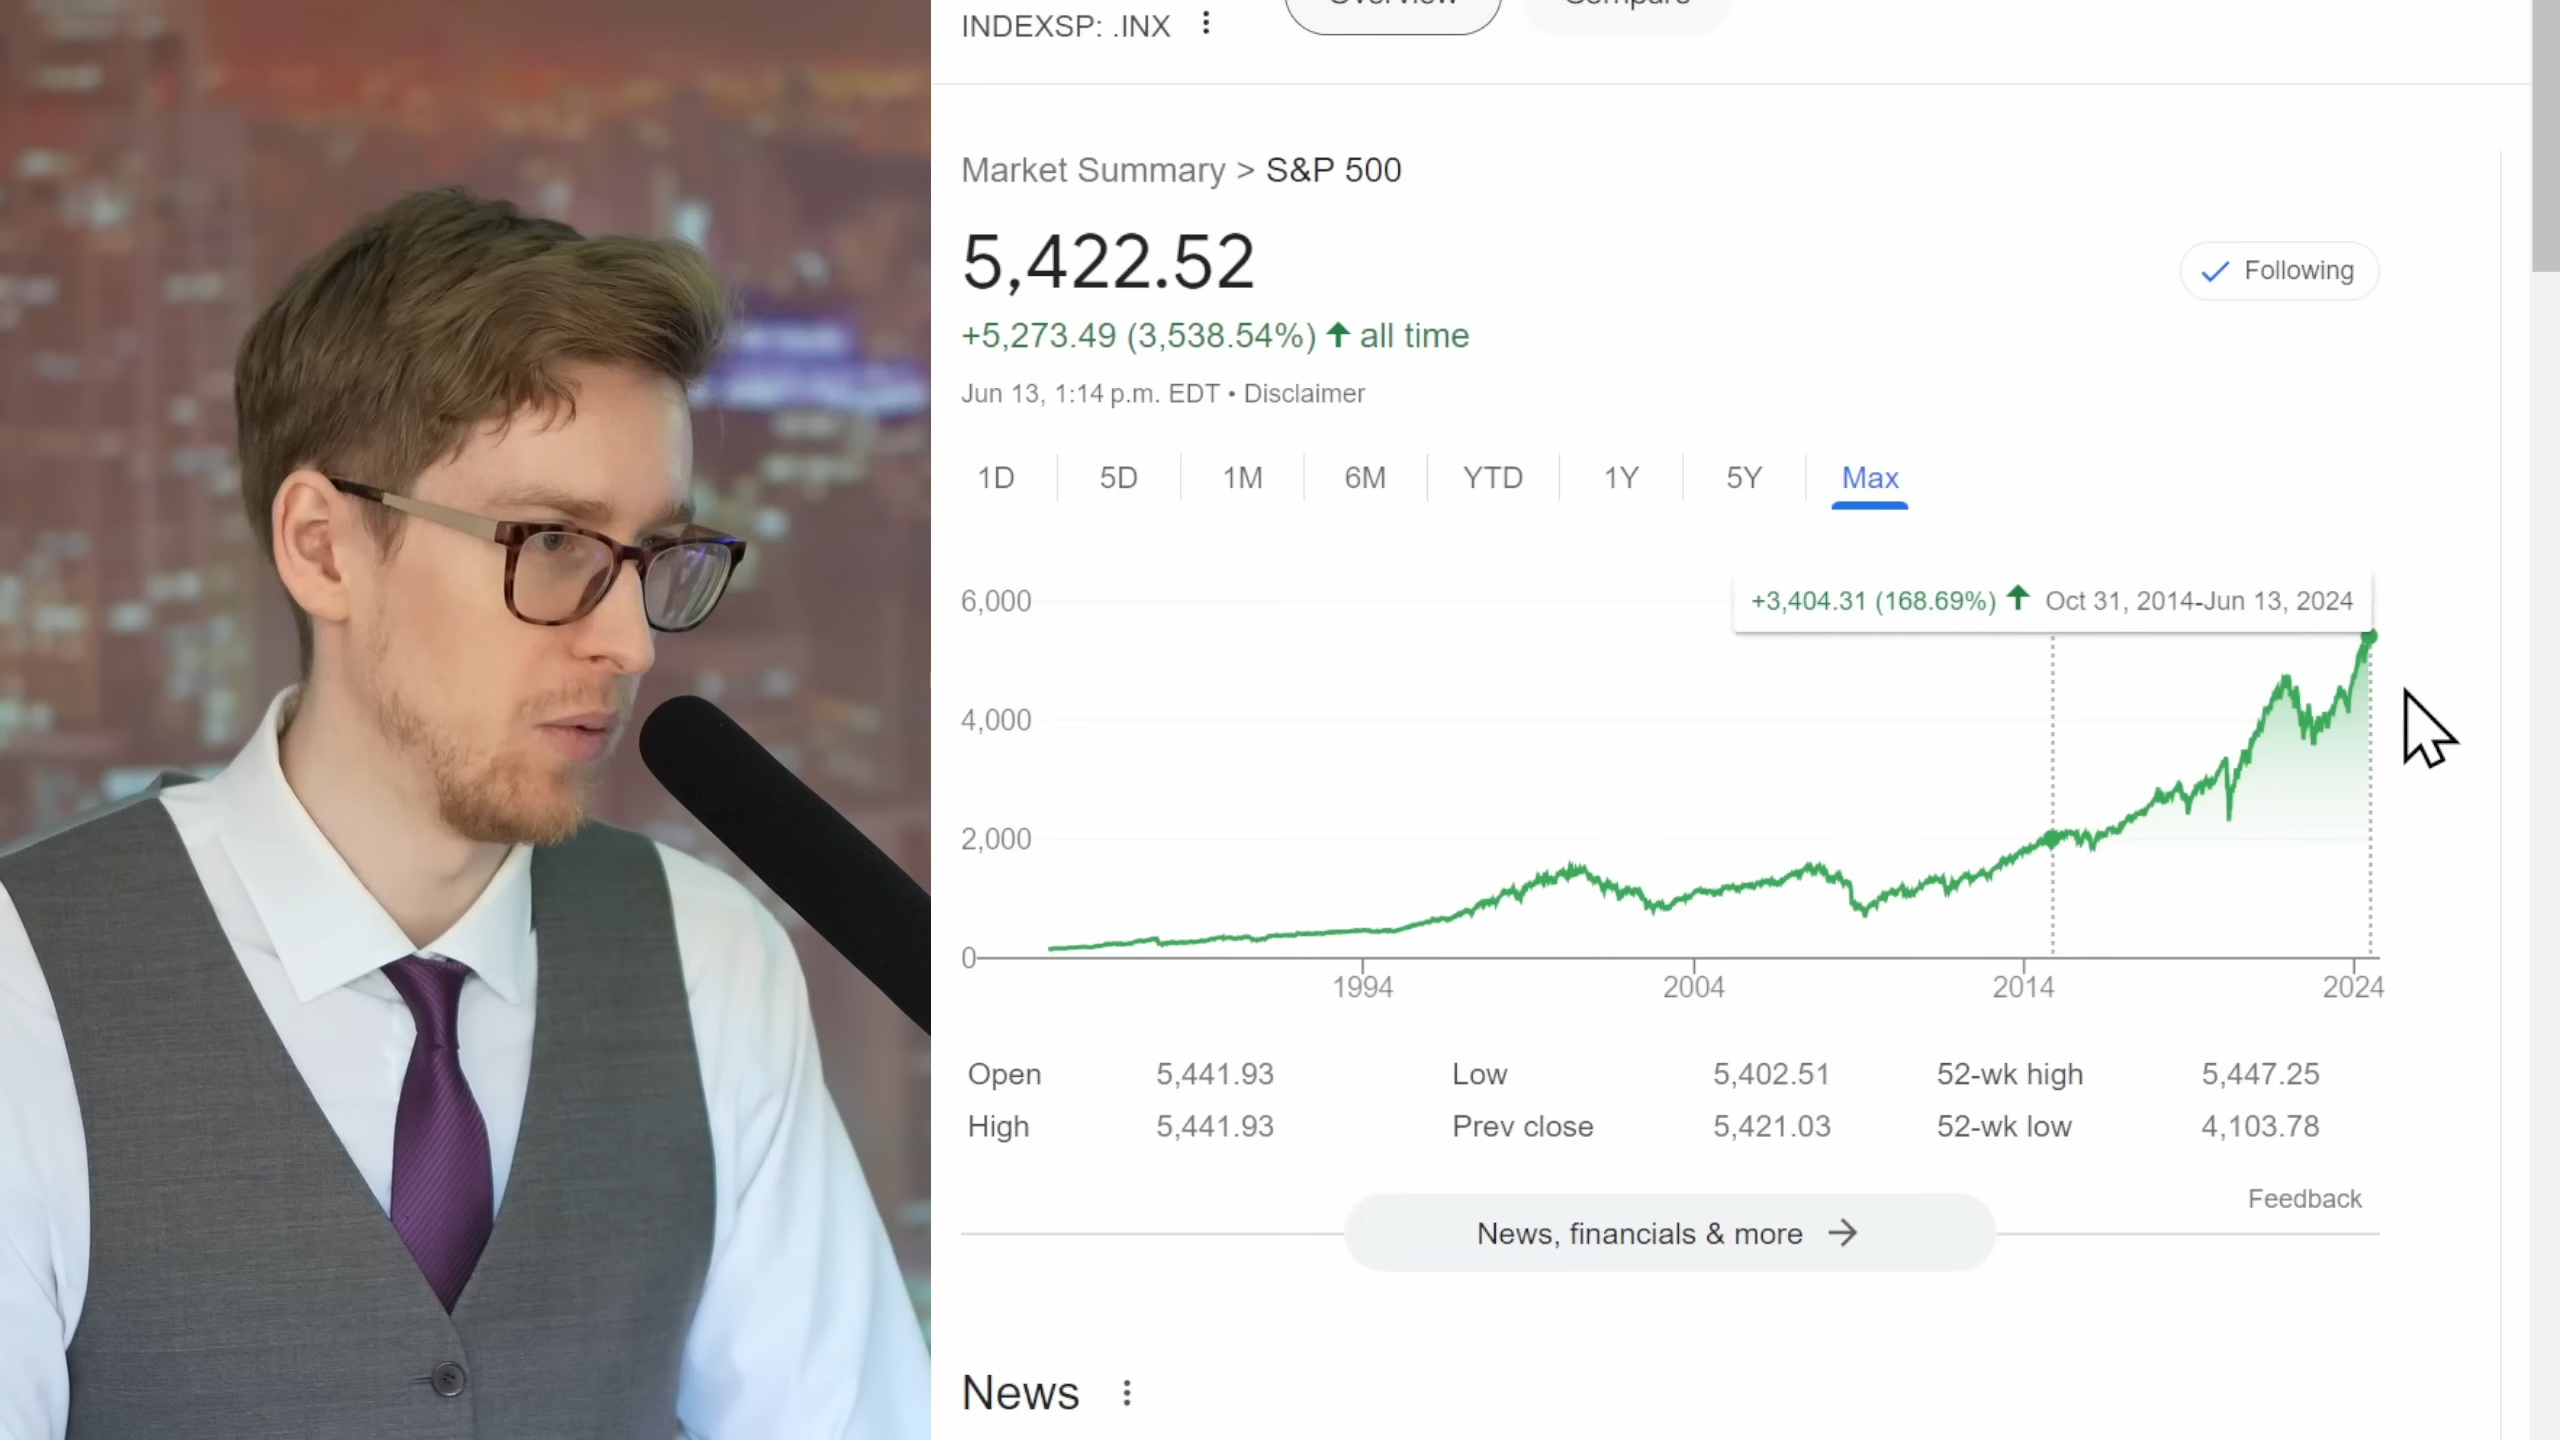 INDEXSP: .INX
Overview
Compare
Market Summary > S&P 500
5,422.52
Following
+5,273.49 (3,538.54%) all time
Jun 13, 1:14 p.m. EDT • Disclaimer
1D 5D 1M 6M YTD 1Y 5Y Max
+3,404.31 (168.69%) Oct 31, 2014-Jun 13, 2024
6,000
4,000
2,000
0
1994 2004 2014 2024
Open 5,441.93 Low 5,402.51 52-wk high 5,447.25
High 5,441.93 Prev close 5,421.03 52-wk low 4,103.78
Feedback
News, financials & more
News